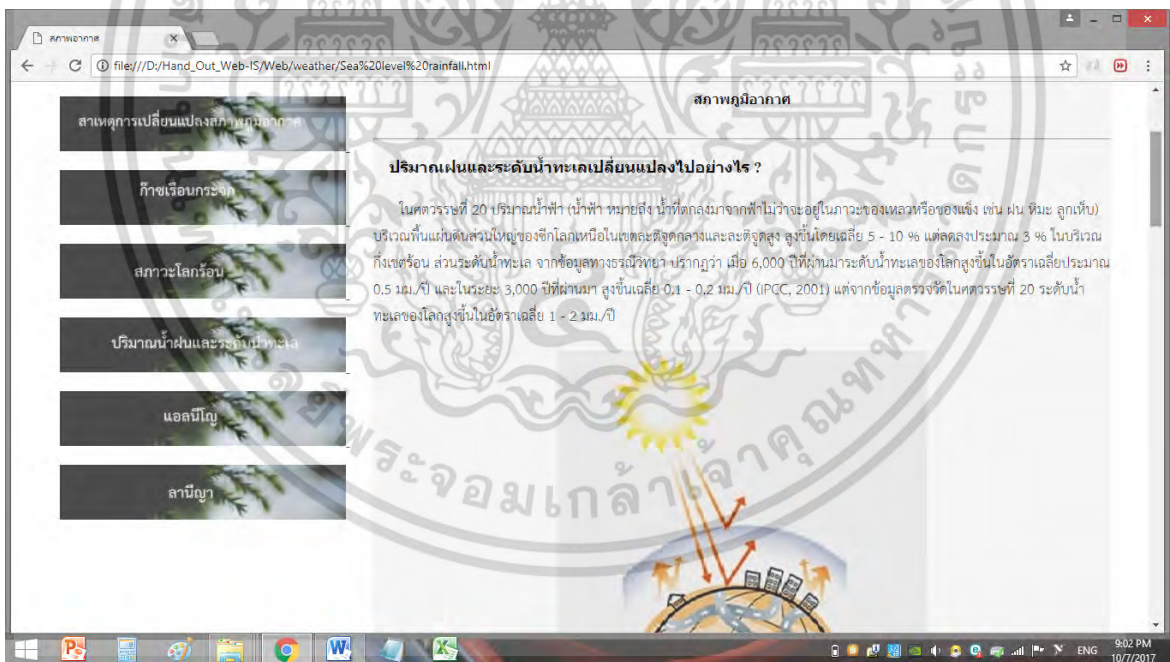 สภาพอากาศ
file:///D:/Hand_Out_Web-IS/Web/weather/Sea%20level%20rainfall.html
สภาพภูมิอากาศ
สาเหตุการเปลี่ยนแปลงสภาพภูมิอากาศ
ก๊าซเรือนกระจก
สภาวะโลกร้อน
ปริมาณน้ำฝนและระดับน้ำทะเล
แอลนีโญ
ลานีญา
ปริมาณฝนและระดับน้ำทะเลเปลี่ยนแปลงไปอย่างไร ?
ในศตวรรษที่ 20 ปริมาณน้ำฟ้า (น้ำฟ้า หมายถึง น้ำที่ตกลงมาจากฟ้าไม่ว่าจะอยู่ในภาวะของเหลวหรือของแข็ง เช่น ฝน หิมะ ลูกเห็บ)
บริเวณพื้นแผ่นดินส่วนใหญ่ของซีกโลกเหนือในเขตละติจูดกลางและละติจูดสูง สูงขึ้นโดยเฉลี่ย 5 - 10 % แต่ลดลงประมาณ 3 % ในบริเวณ
กึ่งเขตร้อน ส่วนระดับน้ำทะเล จากข้อมูลทางธรณีวิทยา ปรากฏว่า เมื่อ 6,000 ปีที่ผ่านมาระดับน้ำทะเลของโลกสูงขึ้นในอัตราเฉลี่ยประมาณ
0.5 มม./ปี และในระยะ 3,000 ปีที่ผ่านมา สูงขึ้นเฉลี่ย 0.1 - 0.2 มม./ปี (IPCC, 2001) แต่จากข้อมูลตรวจวัดในศตวรรษที่ 20 ระดับน้ำ
ทะเลของโลกสูงขึ้นในอัตราเฉลี่ย 1 - 2 มม./ปี
พระจอมเกล้าเจ้าคุณทหาร
ENG
9:02 PM
10/7/2017